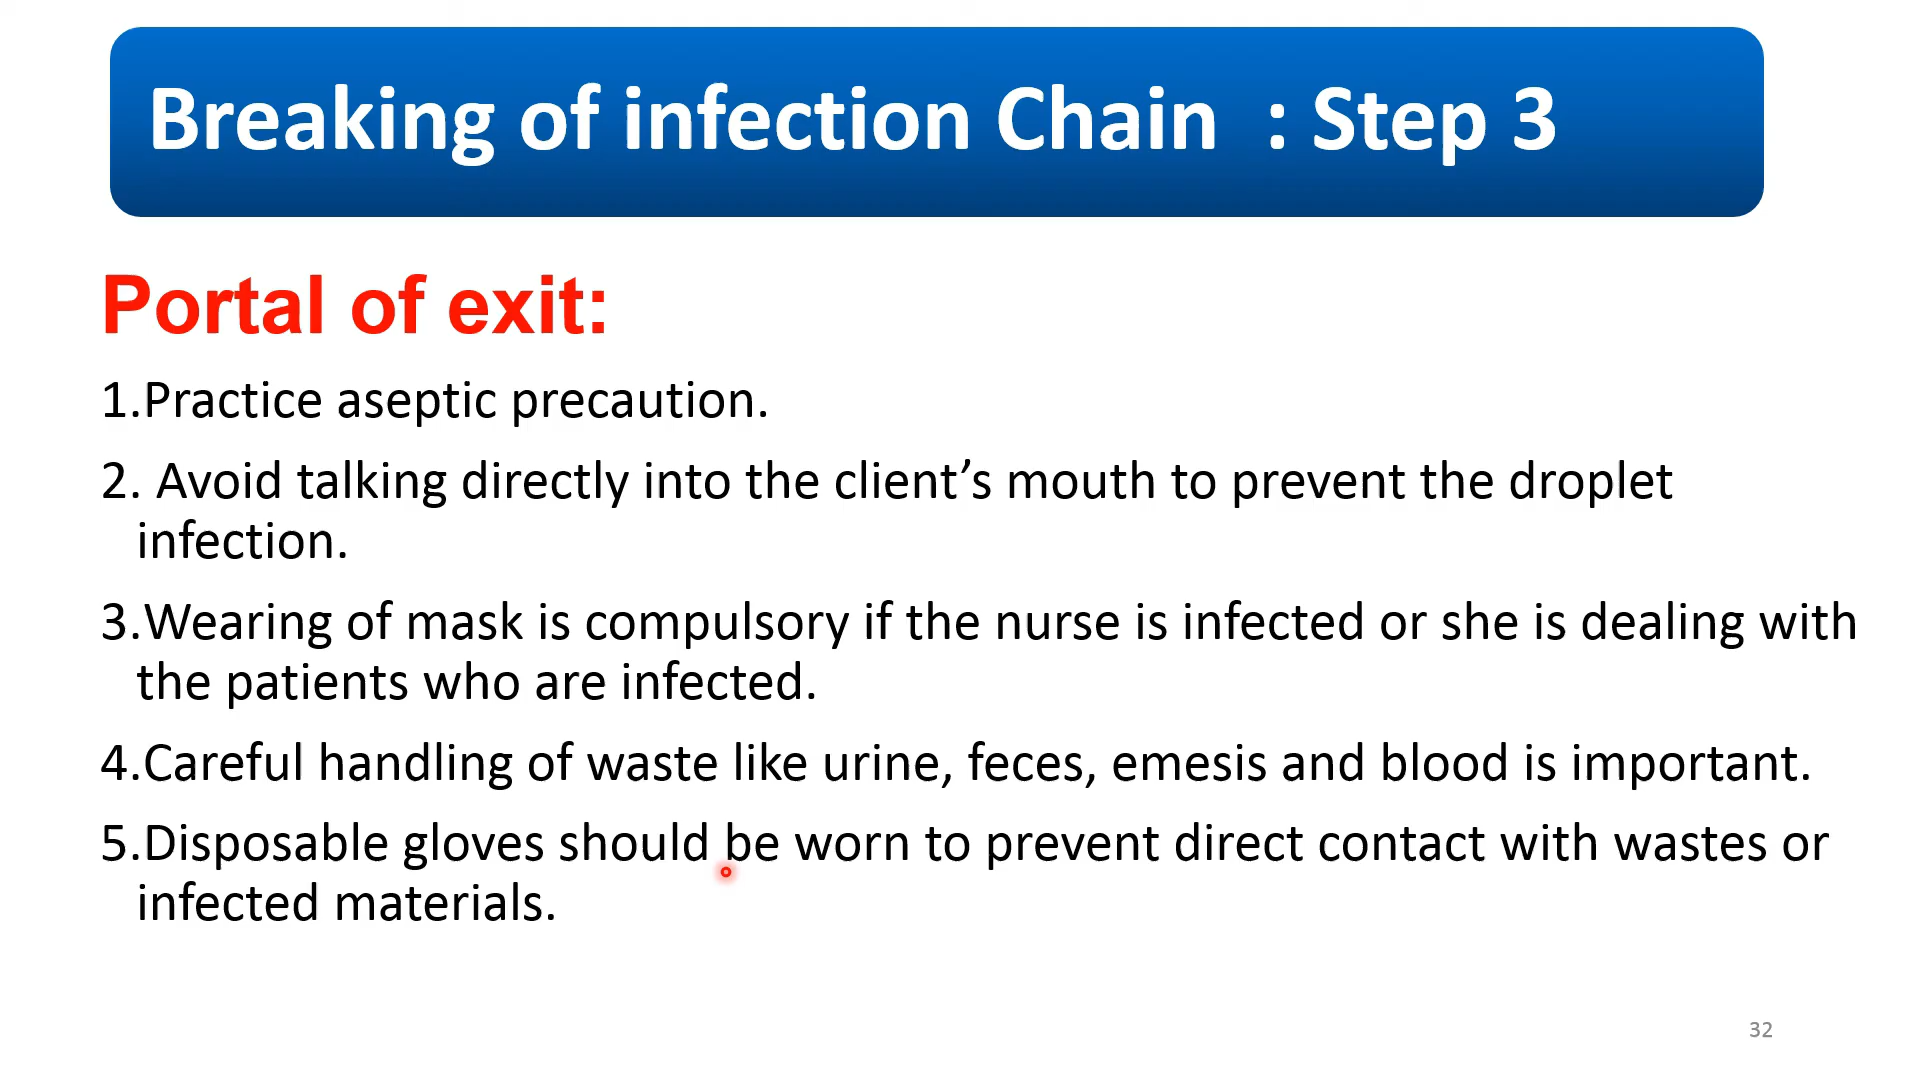 Breaking of infection Chain  : Step 3
Portal of exit:
1.Practice aseptic precaution.
2. Avoid talking directly into the client’s mouth to prevent the droplet
infection.
3.Wearing of mask is compulsory if the nurse is infected or she is dealing with
the patients who are infected.
4.Careful handling of waste like urine, feces, emesis and blood is important.
5.Disposable gloves should be worn to prevent direct contact with wastes or
infected materials.
32